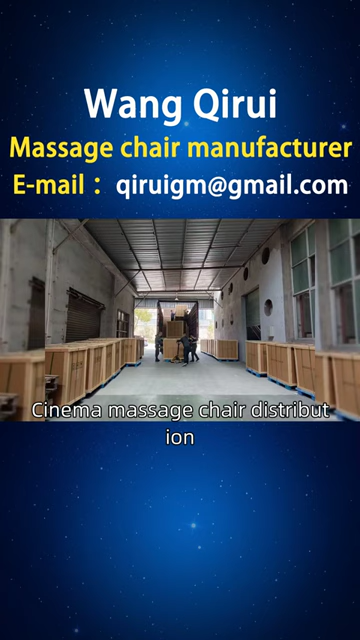 Wang Qirui
Massage chair manufacturer
E-mail： qiruigm@gmail.com
Cinema massage chair distribut
ion